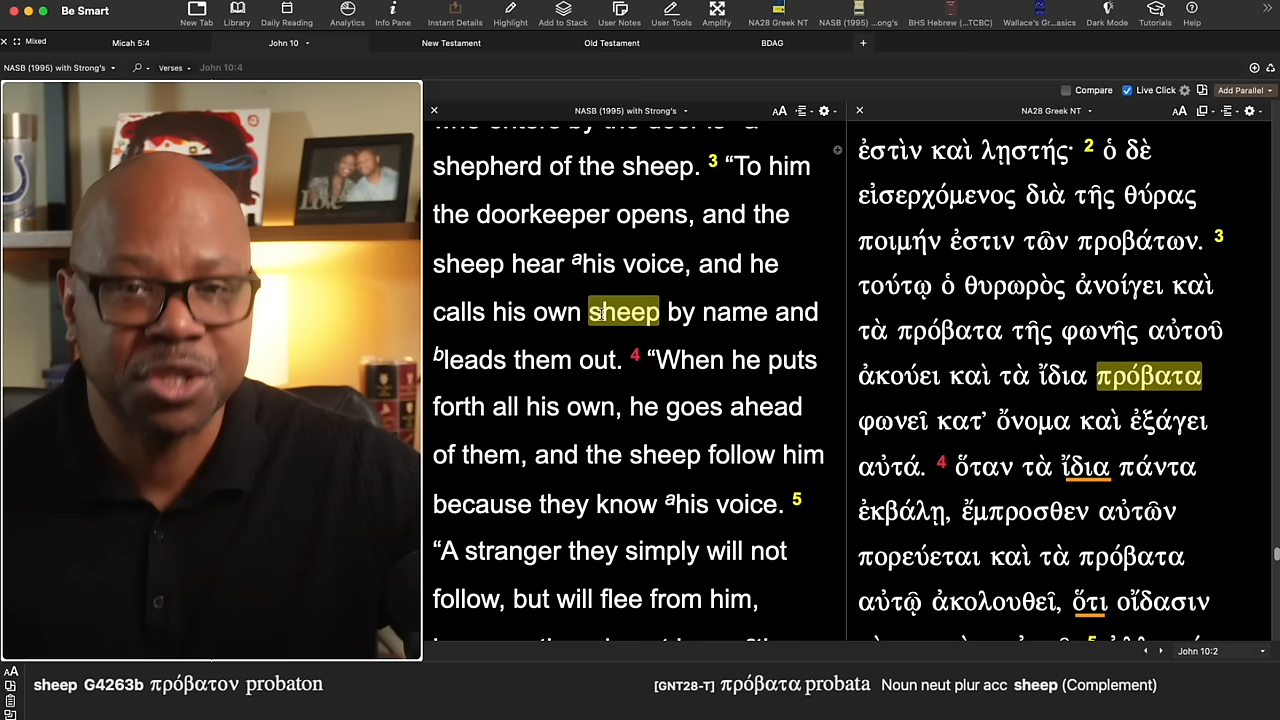 Be Smart
New Tab
Library
Daily Reading
Analytics
Info Pane
Instant Details
Highlight
Add to Stack
User Notes
User Tools
Amplify
NA28 Greek NT
NASB (1995) ...ong's
BHS Hebrew (...TCBC)
Wallace's Gr...asics
Dark Mode
Tutorials
Help
Mixed
Micah 5:4
John 10
New Testament
Old Testament
BDAG
NASB (1995) with Strong's
Verses
John 10:4
Compare
Live Click
Add Parallel
NASB (1995) with Strong's
shepherd of the sheep. 3 “To him
the doorkeeper opens, and the
sheep hear ahis voice, and he
calls his own sheep by name and
bleads them out. 4 “When he puts
forth all his own, he goes ahead
of them, and the sheep follow him
because they know ahis voice. 5
“A stranger they simply will not
follow, but will flee from him,
NA28 Greek NT
ἐστὶν καὶ λῃστής· 2 ὁ δὲ
εἰσερχόμενος διὰ τῆς θύρας
ποιμήν ἐστιν τῶν προβάτων. 3
τούτῳ ὁ θυρωρὸς ἀνοίγει καὶ
τὰ πρόβατα τῆς φωνῆς αὐτοῦ
ἀκούει καὶ τὰ ἴδια πρόβατα
φωνεῖ κατ’ ὄνομα καὶ ἐξάγει
αὐτά. 4 ὅταν τὰ ἴδια πάντα
ἐκβάλῃ, ἔμπροσθεν αὐτῶν
πορεύεται καὶ τὰ πρόβατα
αὐτῷ ἀκολουθεῖ, ὅτι οἴδασιν
John 10:2
sheep G4263b πρόβατον probaton
[GNT28-T] πρόβατα probata Noun neut plur acc sheep (Complement)